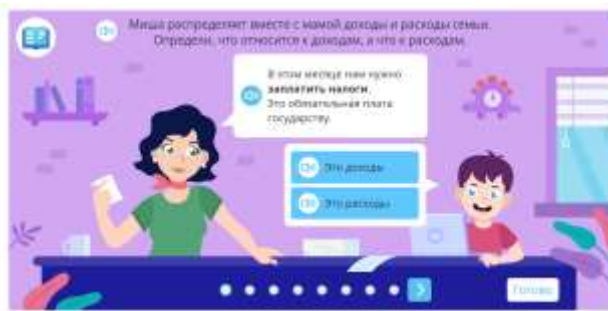 Миша распределяет вместе с мамой доходы и расходы семьи.
Определи, что относится к доходам, а что к расходам.
В этом месяце нам нужно
заплатить налоги.
Это обязательная плата
государству.
Это доходы
Это расходы
Готово